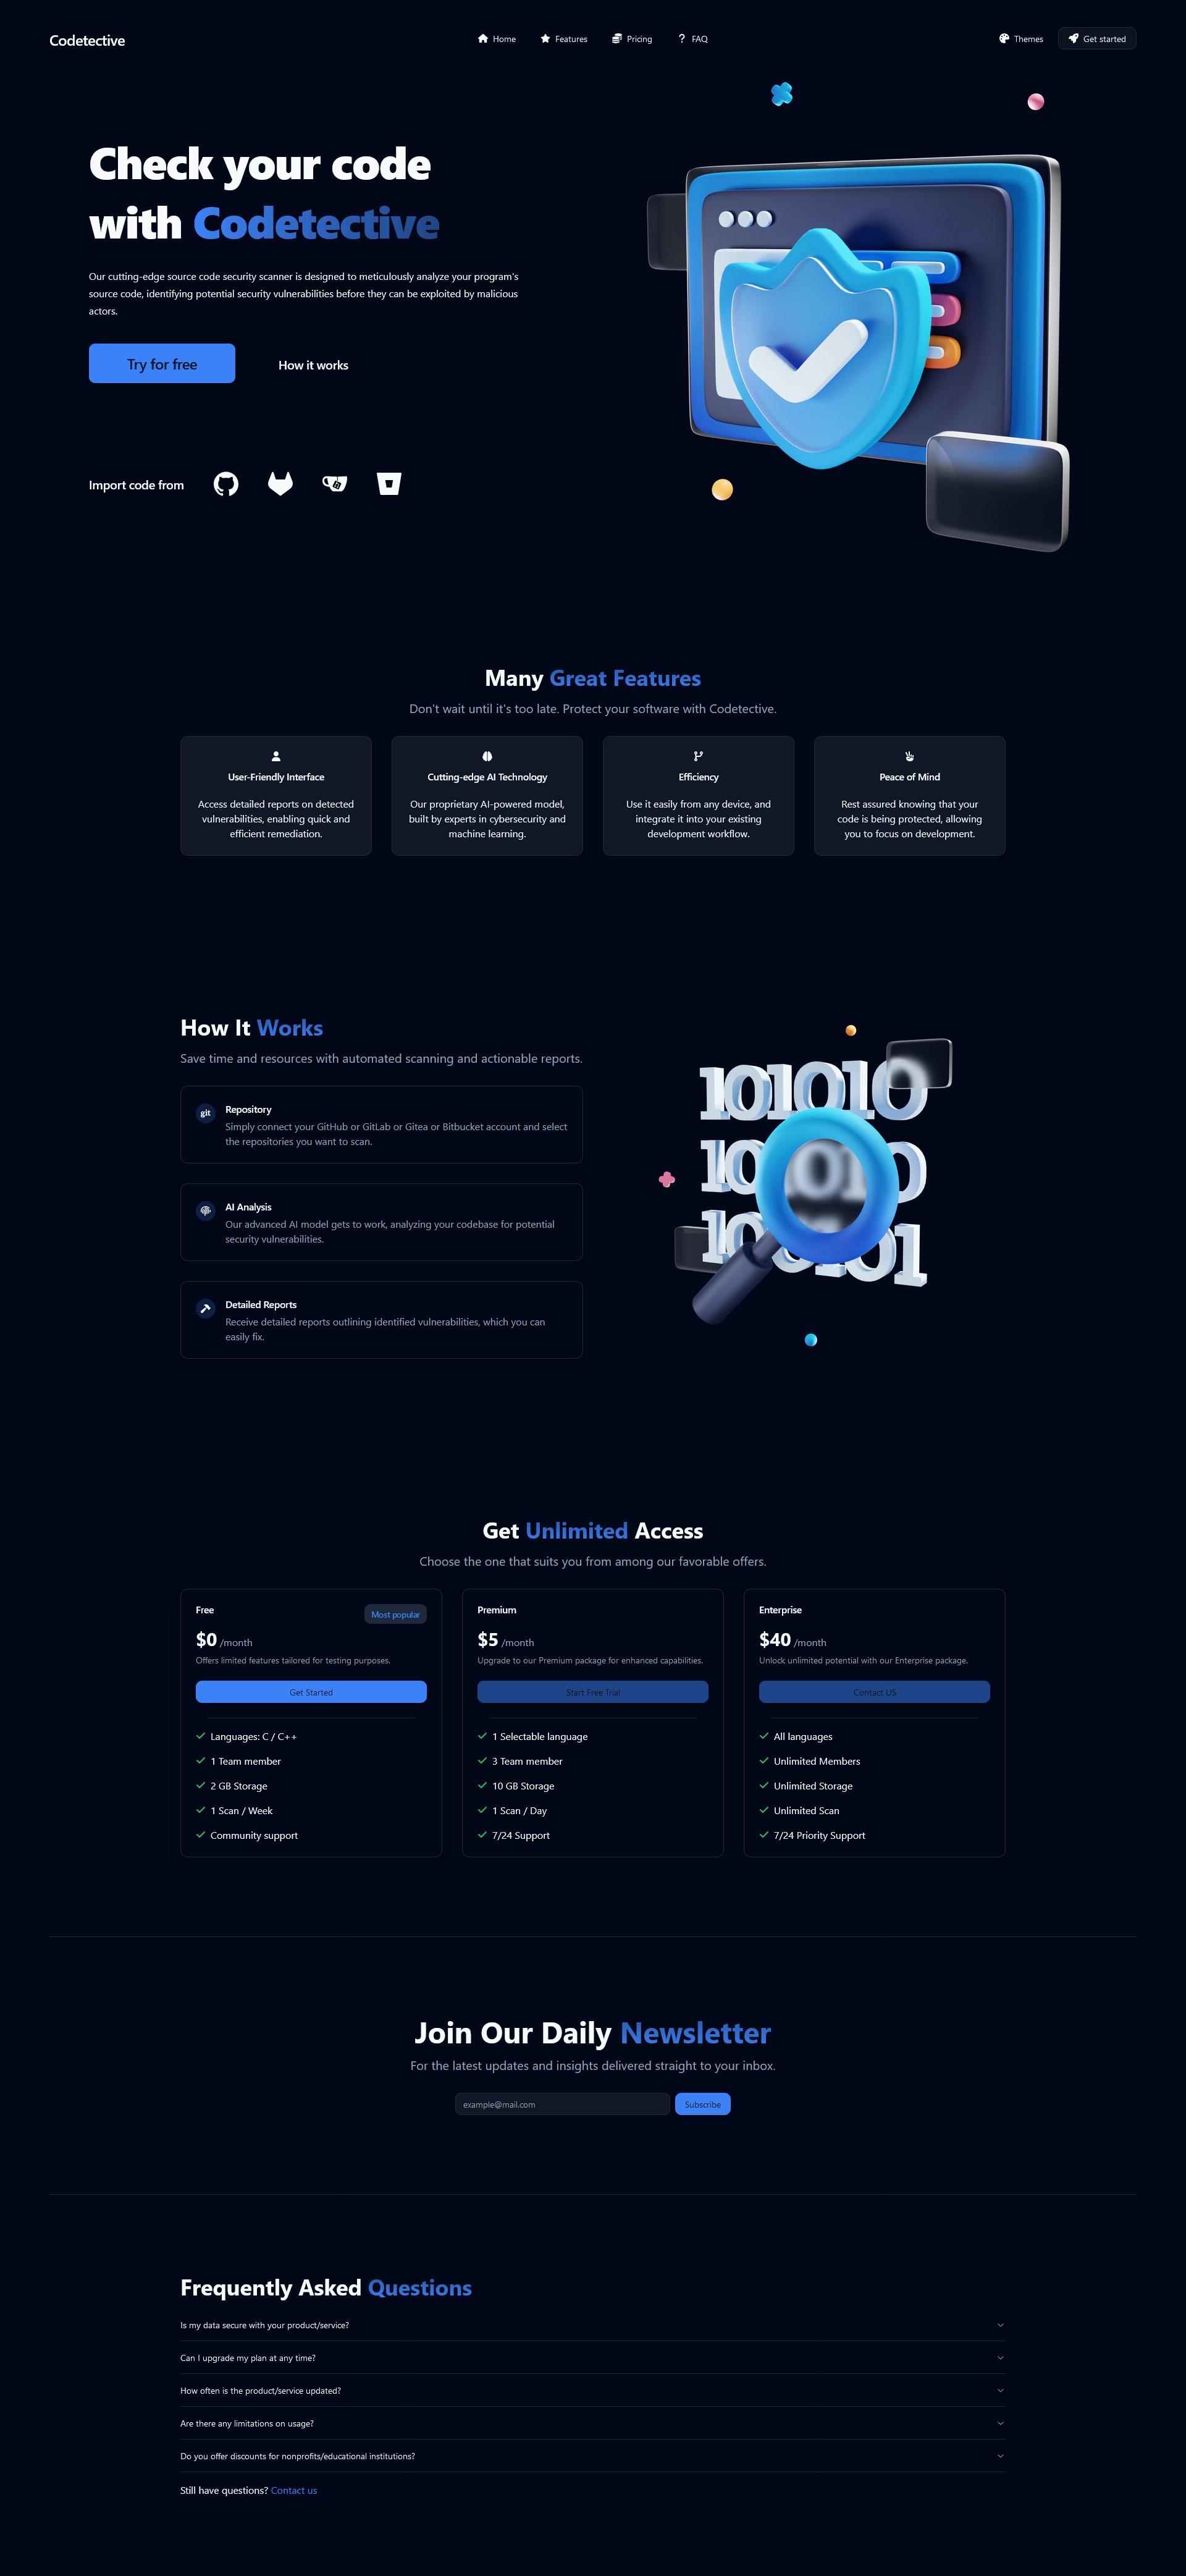 Codetective
Home
Features
Pricing
FAQ
Themes
Get started
Check your code
with Codetective
Our cutting-edge source code security scanner is designed to meticulously analyze your program's
source code, identifying potential security vulnerabilities before they can be exploited by malicious
actors.
Try for free
How it works
Import code from
Many Great Features
Don't wait until it's too late. Protect your software with Codetective.
User-Friendly Interface
Access detailed reports on detected
vulnerabilities, enabling quick and
efficient remediation.
Cutting-edge AI Technology
Our proprietary AI-powered model,
built by experts in cybersecurity and
machine learning.
Efficiency
Use it easily from any device, and
integrate it into your existing
development workflow.
Peace of Mind
Rest assured knowing that your
code is being protected, allowing
you to focus on development.
How It Works
Save time and resources with automated scanning and actionable reports.
git
Repository
Simply connect your GitHub or GitLab or Gitea or Bitbucket account and select
the repositories you want to scan.
AI Analysis
Our advanced AI model gets to work, analyzing your codebase for potential
security vulnerabilities.
Detailed Reports
Receive detailed reports outlining identified vulnerabilities, which you can
easily fix.
101010
Get Unlimited Access
Choose the one that suits you from among our favorable offers.
Free
Most popular
$0 /month
Offers limited features tailored for testing purposes.
Get Started
Languages: C / C++
1 Team member
2 GB Storage
1 Scan / Week
Community support
Premium
$5 /month
Upgrade to our Premium package for enhanced capabilities.
Start Free Trial
1 Selectable language
3 Team member
10 GB Storage
1 Scan / Day
7/24 Support
Enterprise
$40 /month
Unlock unlimited potential with our Enterprise package.
Contact US
All languages
Unlimited Members
Unlimited Storage
Unlimited Scan
7/24 Priority Support
Join Our Daily Newsletter
For the latest updates and insights delivered straight to your inbox.
example@mail.com
Subscribe
Frequently Asked Questions
Is my data secure with your product/service?
Can I upgrade my plan at any time?
How often is the product/service updated?
Are there any limitations on usage?
Do you offer discounts for nonprofits/educational institutions?
Still have questions? Contact us